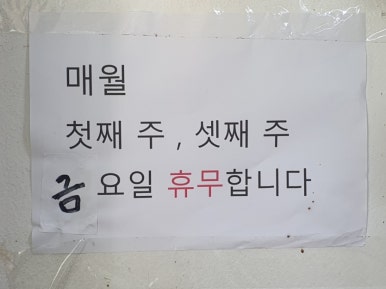 매월
첫째 주 , 셋째 주
금 요일 휴무합니다